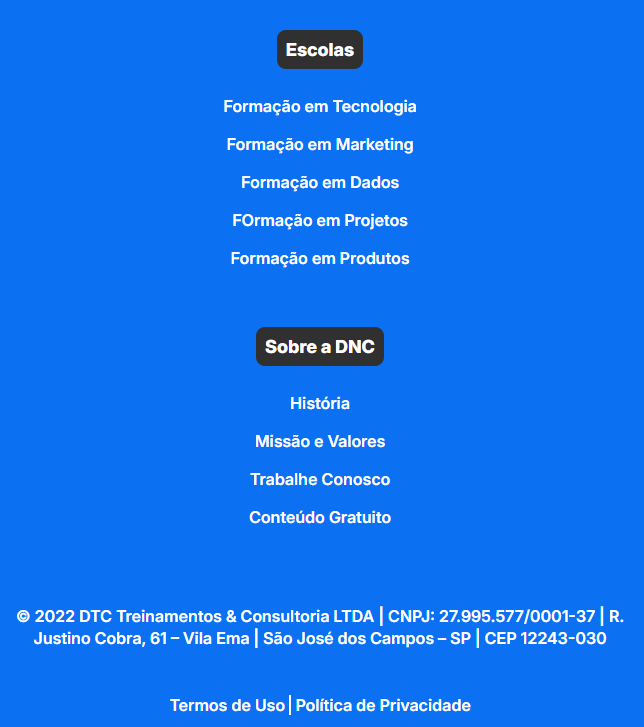 Escolas
Formação em Tecnologia
Formação em Marketing
Formação em Dados
FOrmação em Projetos
Formação em Produtos
Sobre a DNC
História
Missão e Valores
Trabalhe Conosco
Conteúdo Gratuito
© 2022 DTC Treinamentos & Consultoria LTDA | CNPJ: 27.995.577/0001-37 | R.
Justino Cobra, 61 – Vila Ema | São José dos Campos – SP | CEP 12243-030
Termos de Uso | Política de Privacidade